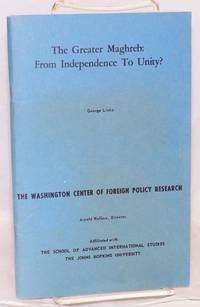 The Greater Maghreb:
From Independence To Unity?
George Liska
THE WASHINGTON CENTER OF FOREIGN POLICY RESEARCH
Arnold Wolfers, Director
Affiliated with
THE SCHOOL OF ADVANCED INTERNATIONAL STUDIES
THE JOHNS HOPKINS UNIVERSITY